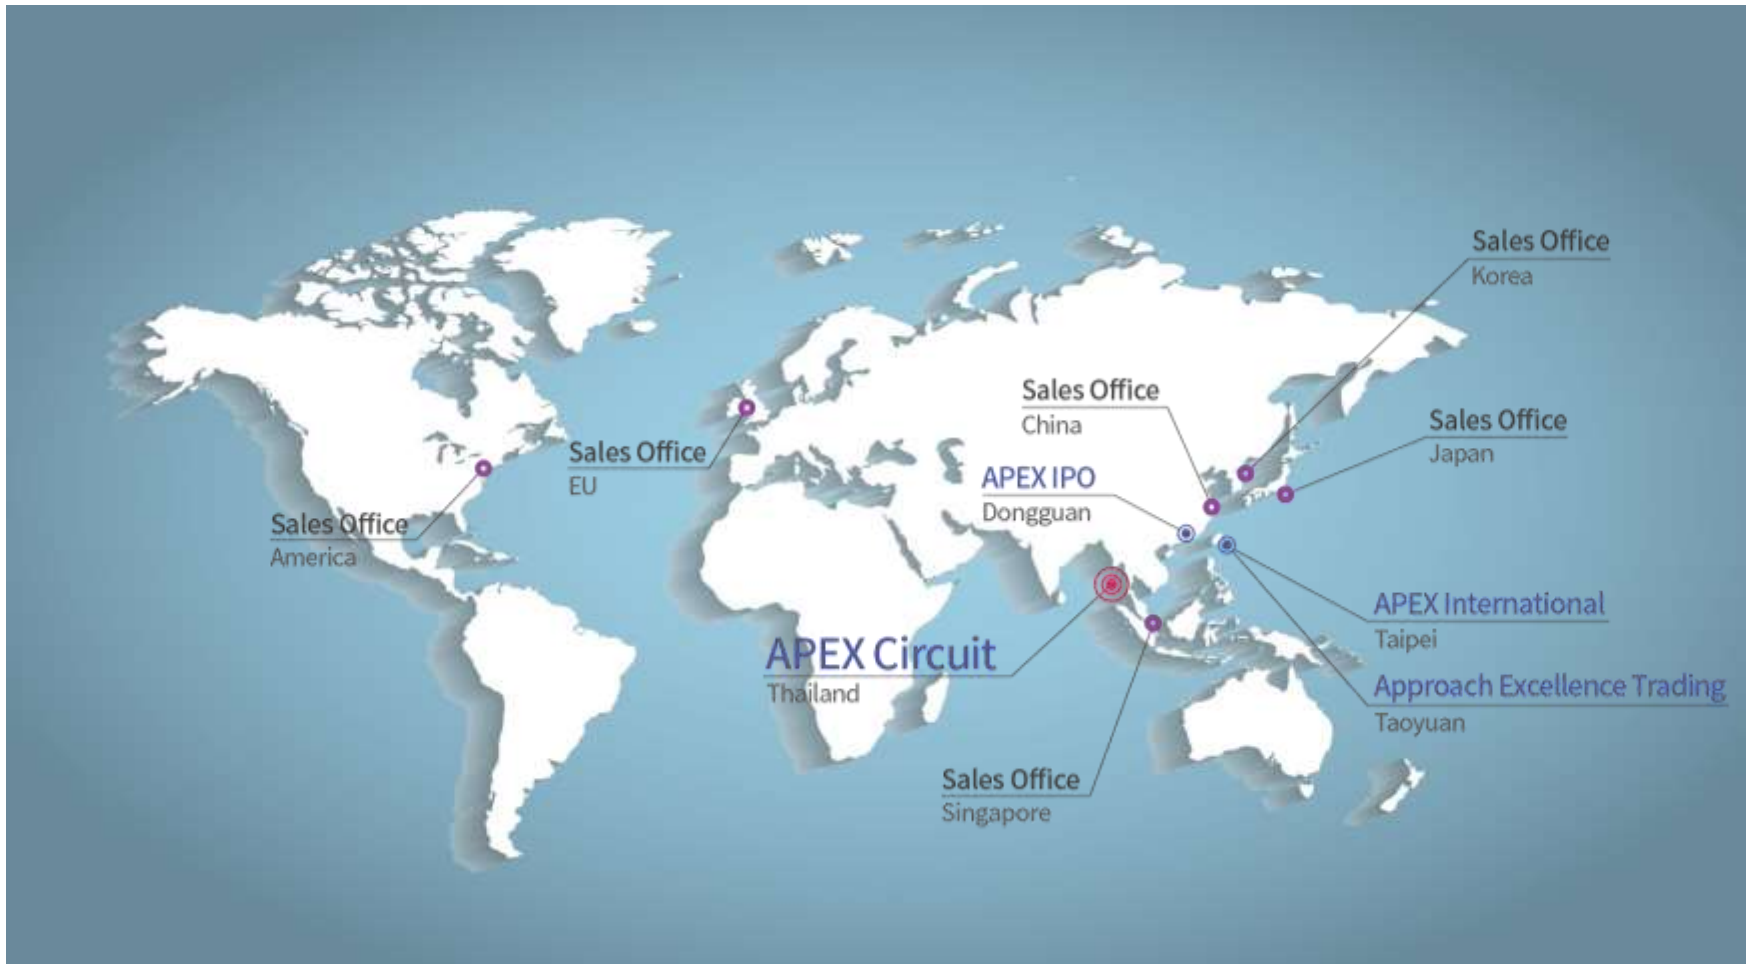 Sales Office
Korea
Sales Office
China
Sales Office
Japan
Sales Office
EU
APEX IPO
Dongguan
Sales Office
America
APEX International
Taipei
APEX Circuit
Thailand
Approach Excellence Trading
Taoyuan
Sales Office
Singapore